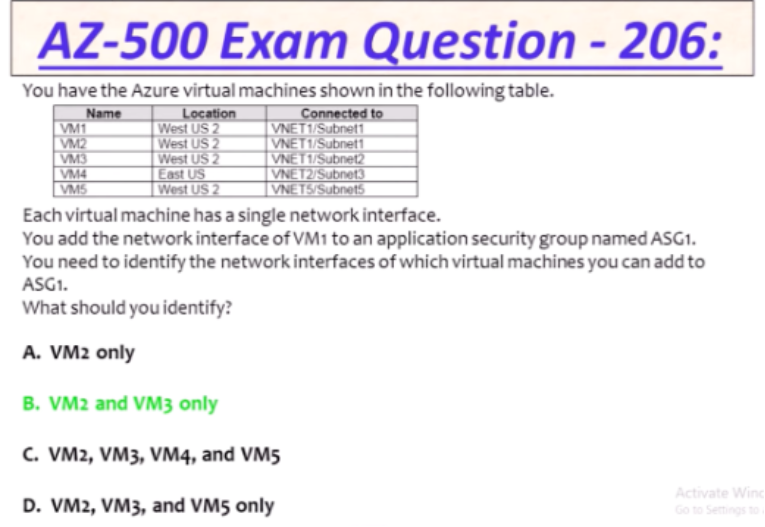 AZ-500 Exam Question - 206:
You have the Azure virtual machines shown in the following table.
Name Location Connected to
VM1 West US 2 VNET1/Subnet1
VM2 West US 2 VNET1/Subnet1
VM3 West US 2 VNET1/Subnet2
VM4 East US VNET2/Subnet3
VM5 West US 2 VNET5/Subnet5
Each virtual machine has a single network interface.
You add the network interface of VM1 to an application security group named ASG1.
You need to identify the network interfaces of which virtual machines you can add to
ASG1.
What should you identify?
A. VM2 only
B. VM2 and VM3 only
C. VM2, VM3, VM4, and VM5
D. VM2, VM3, and VM5 only
Activate Winc
Go to Settings to